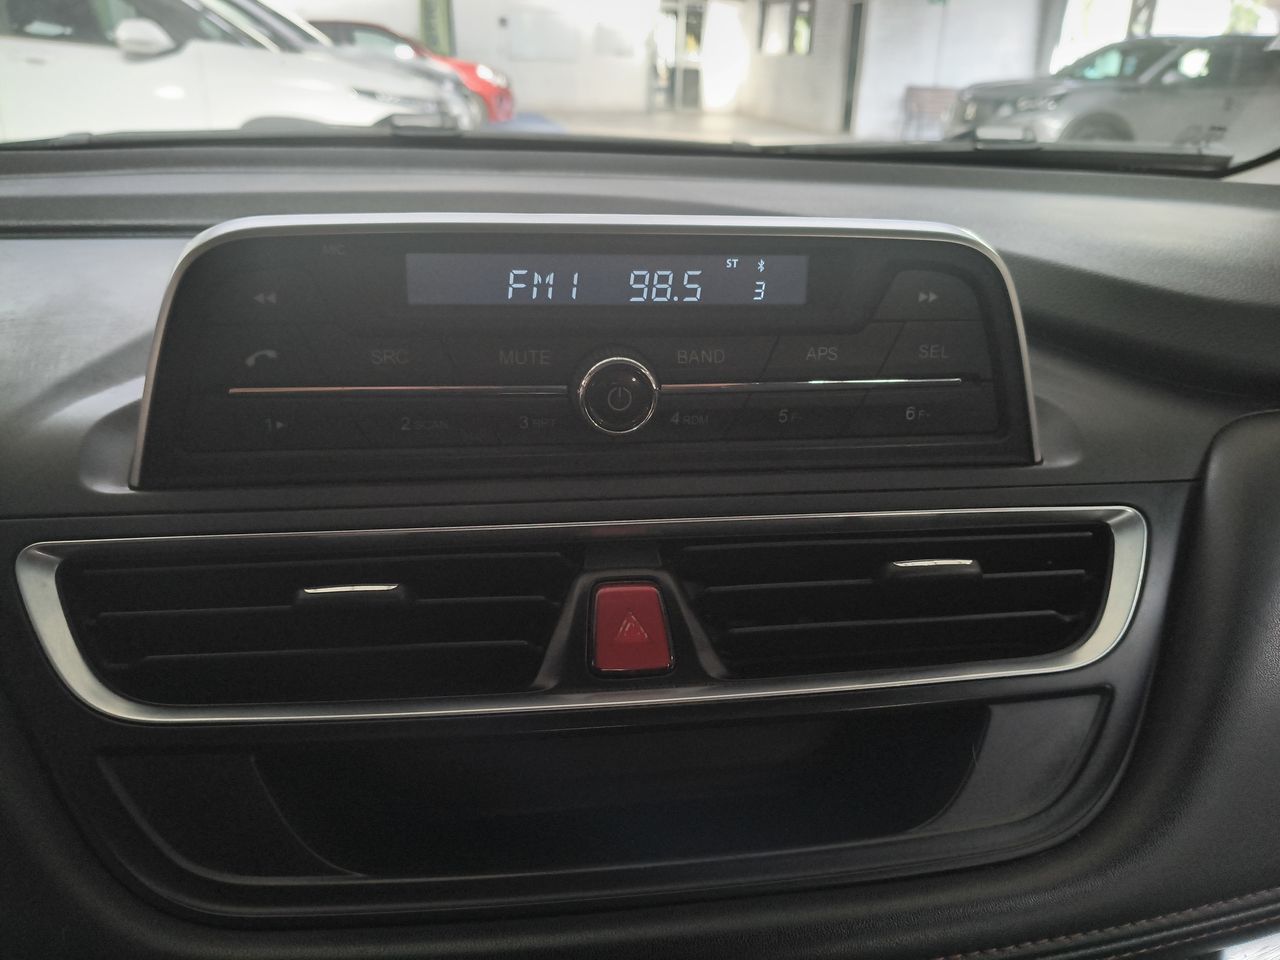 MIC
FM1 98.5 ST 3
SRC MUTE BAND APS SEL
1 2 SCAN 3 RPT 4 RDM 5 F- 6 F+